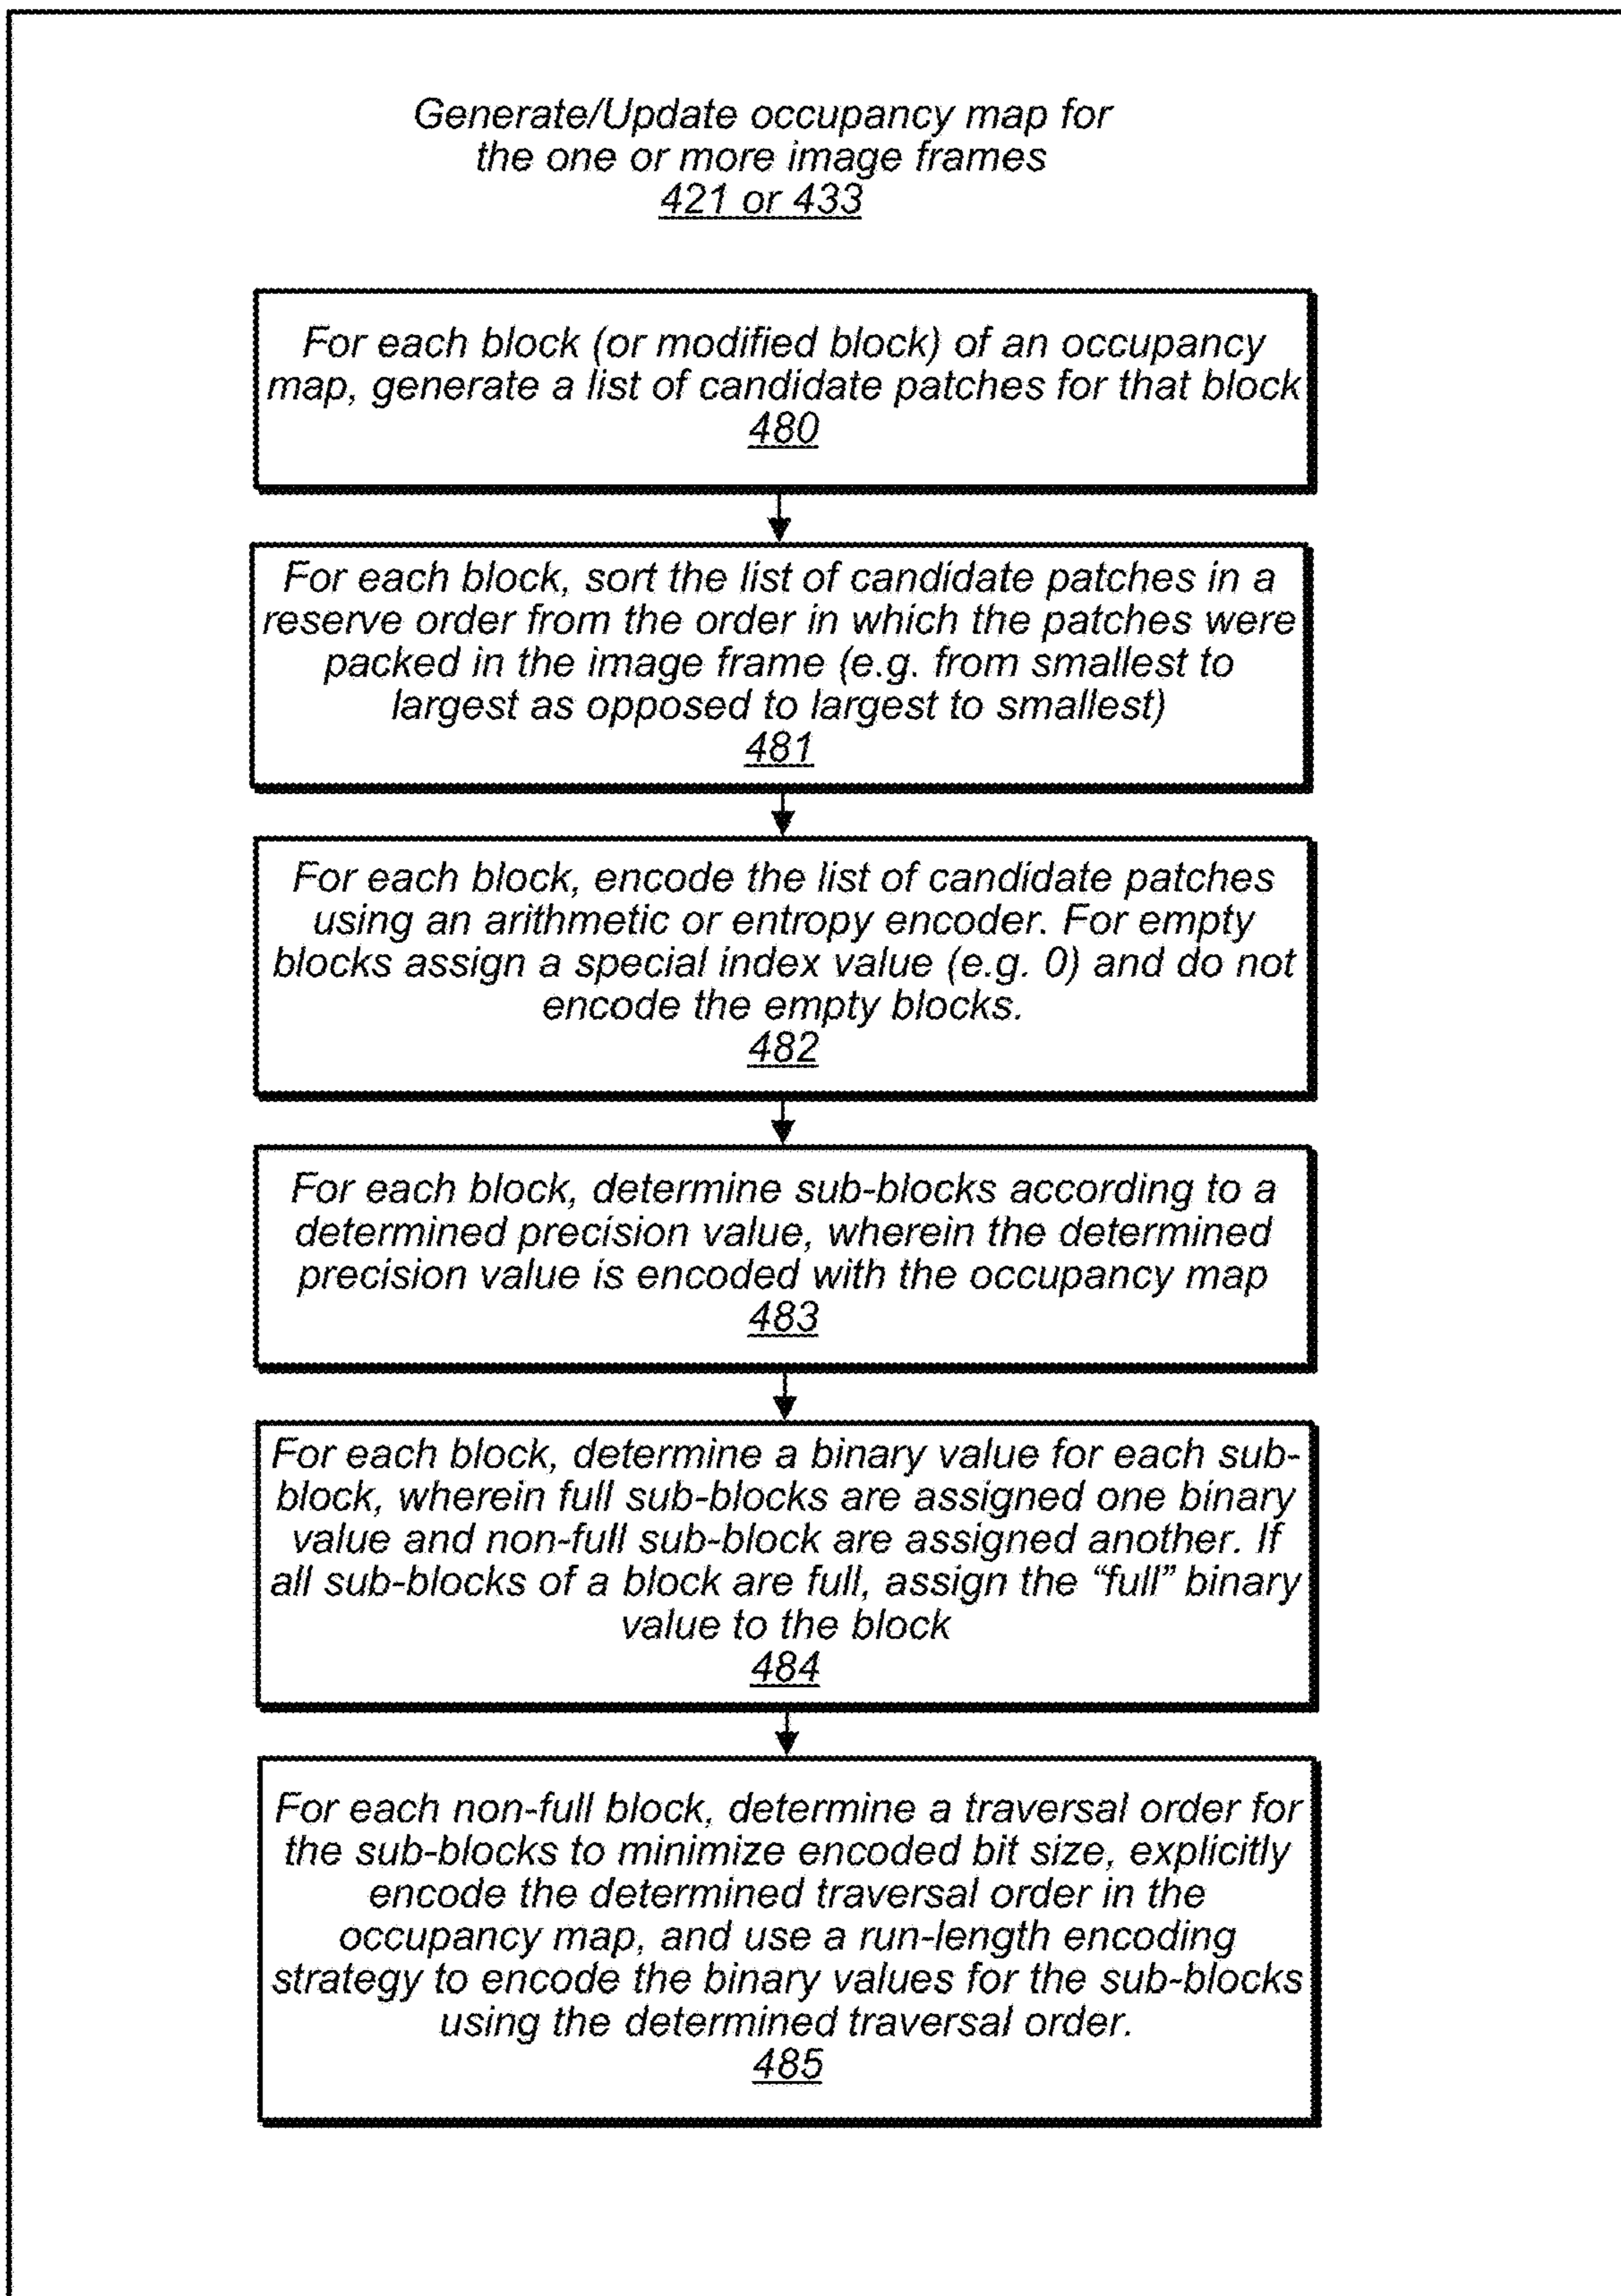 Generate/Update occupancy map for
the one or more image frames
421 or 433
For each block (or modified block) of an occupancy
map, generate a list of candidate patches for that block
480
For each block, sort the list of candidate patches in a
reserve order from the order in which the patches were
packed in the image frame (e.g. from smallest to
largest as opposed to largest to smallest)
481
For each block, encode the list of candidate patches
using an arithmetic or entropy encoder. For empty
blocks assign a special index value (e.g. 0) and do not
encode the empty blocks.
482
For each block, determine sub-blocks according to a
determined precision value, wherein the determined
precision value is encoded with the occupancy map
483
For each block, determine a binary value for each sub-
block, wherein full sub-blocks are assigned one binary
value and non-full sub-block are assigned another. If
all sub-blocks of a block are full, assign the “full” binary
value to the block
484
For each non-full block, determine a traversal order for
the sub-blocks to minimize encoded bit size, explicitly
encode the determined traversal order in the
occupancy map, and use a run-length encoding
strategy to encode the binary values for the sub-blocks
using the determined traversal order.
485